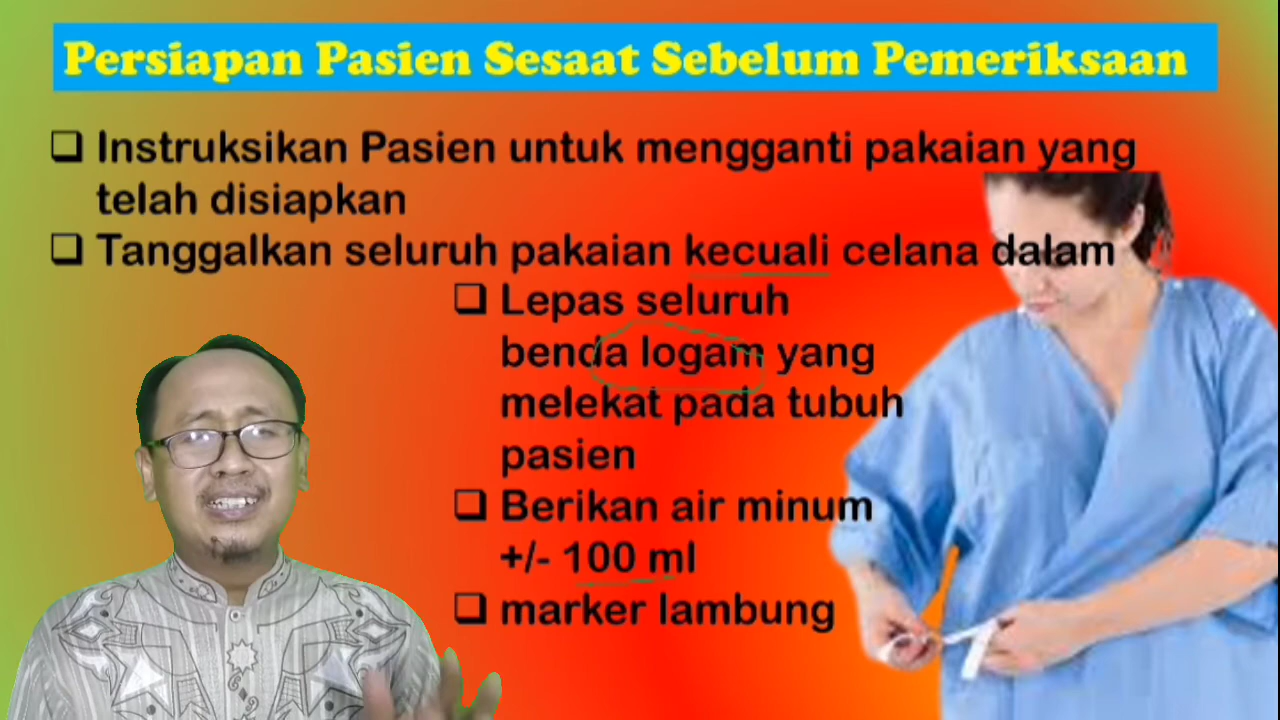 Persiapan Pasien Sesaat Sebelum Pemeriksaan
❑ Instruksikan Pasien untuk mengganti pakaian yang
telah disiapkan
❑ Tanggalkan seluruh pakaian kecuali celana dalam
❑ Lepas seluruh
benda logam yang
melekat pada tubuh
pasien
❑ Berikan air minum
+/- 100 ml
❑ marker lambung